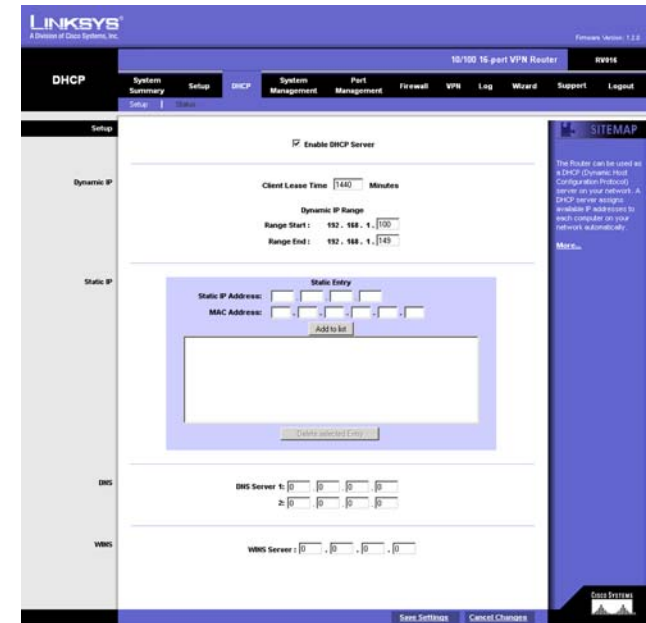 LINKSYS®
A Division of Cisco Systems, Inc.
Firmware Version: 1.2.0
10/100 16-port VPN Router
RV016
DHCP
System Summary
Setup
DHCP
System Management
Port Management
Firewall
VPN
Log
Wizard
Support
Logout
Setup | Status
Setup
Enable DHCP Server
SITEMAP
The Router can be used as
a DHCP (Dynamic Host
Configuration Protocol)
server on your network. A
DHCP server assigns
available IP addresses to
each computer on your
network automatically.
More...
Dynamic IP
Client Lease Time 1440 Minutes
Dynamic IP Range
Range Start : 192 . 168 . 1 . 100
Range End : 192 . 168 . 1 . 149
Static IP
Static Entry
Static IP Address: . . .
MAC Address: - - - - -
Add to list
Delete selected Entry
DNS
DNS Server 1: 0 . 0 . 0 . 0
2: 0 . 0 . 0 . 0
WINS
WINS Server : 0 . 0 . 0 . 0
Save Settings
Cancel Changes
CISCO SYSTEMS